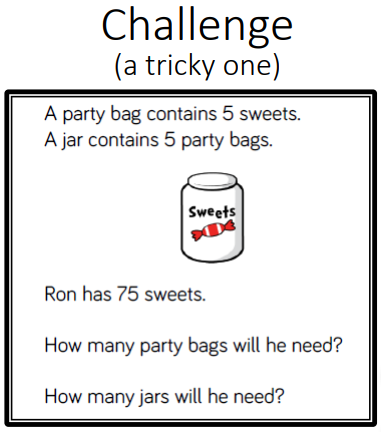 Challenge
(a tricky one)
A party bag contains 5 sweets.
A jar contains 5 party bags.
Sweets
Ron has 75 sweets.
How many party bags will he need?
How many jars will he need?